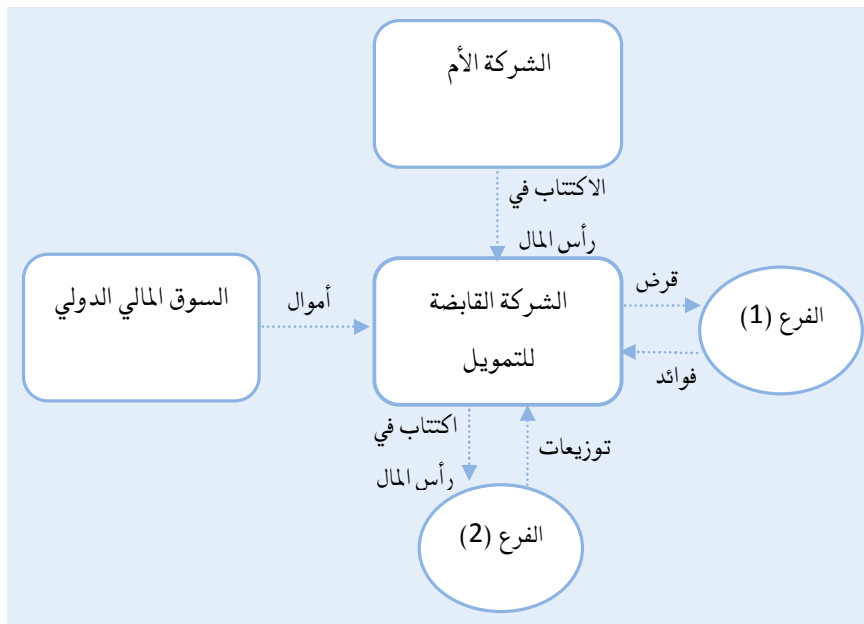 الشركة الأم
الاكتتاب في
رأس المال
السوق المالي الدولي
أموال
الشركة القابضة
للتمويل
قرض
فوائد
الفرع (1)
اكتتاب في
رأس المال
توزيعات
الفرع (2)